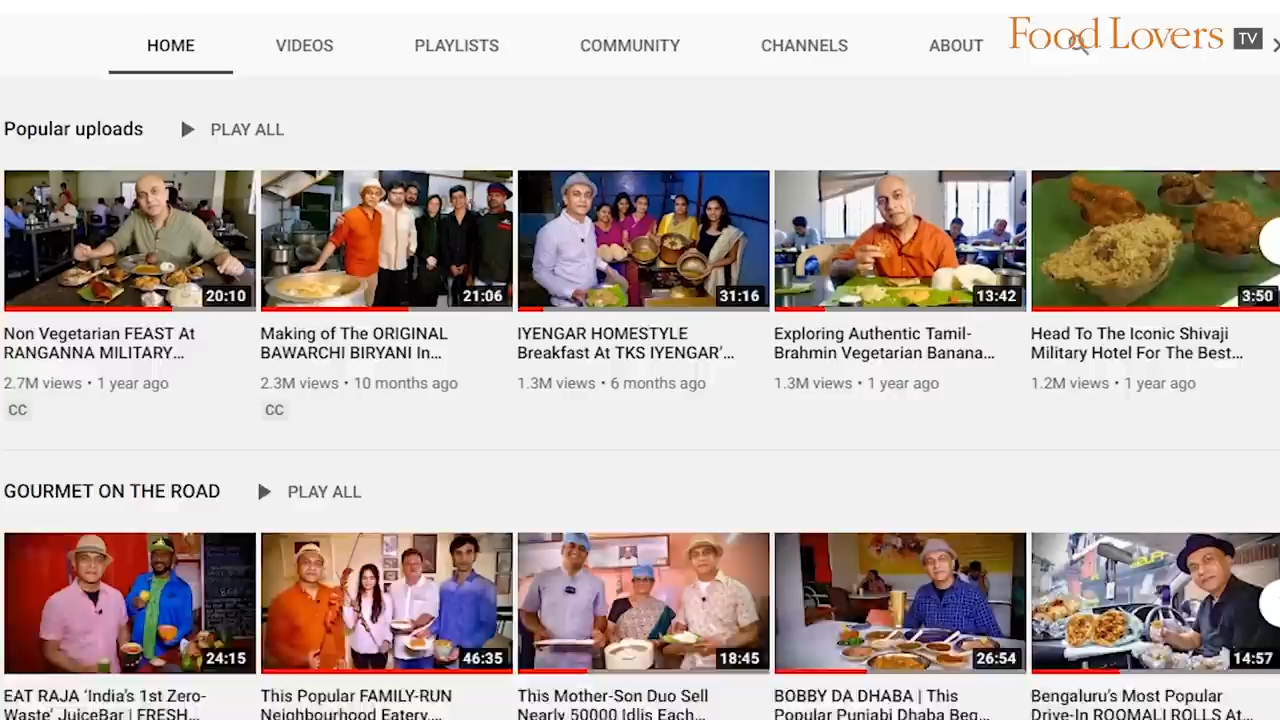 HOME VIDEOS PLAYLISTS COMMUNITY CHANNELS ABOUT Food Lovers TV
Popular uploads PLAY ALL
20:10 21:06 31:16 13:42 3:50
Non Vegetarian FEAST At
RANGANNA MILITARY...
2.7M views • 1 year ago
CC
Making of The ORIGINAL
BAWARCHI BIRYANI In...
2.3M views • 10 months ago
CC
IYENGAR HOMESTYLE
Breakfast At TKS IYENGAR'...
1.3M views • 6 months ago
Exploring Authentic Tamil-
Brahmin Vegetarian Banana...
1.3M views • 1 year ago
Head To The Iconic Shivaji
Military Hotel For The Best...
1.2M views • 1 year ago
GOURMET ON THE ROAD PLAY ALL
24:15 46:35 18:45 26:54 14:57
EAT RAJA ‘India’s 1st Zero-
Waste’ JuiceBar | FRESH...
This Popular FAMILY-RUN
Neighbourhood Eatery...
This Mother-Son Duo Sell
Nearly 50000 Idlis Each...
BOBBY DA DHABA | This
Popular Punjabi Dhaba Beg...
Bengaluru’s Most Popular
Drive-In ROOMALI ROLLS At...